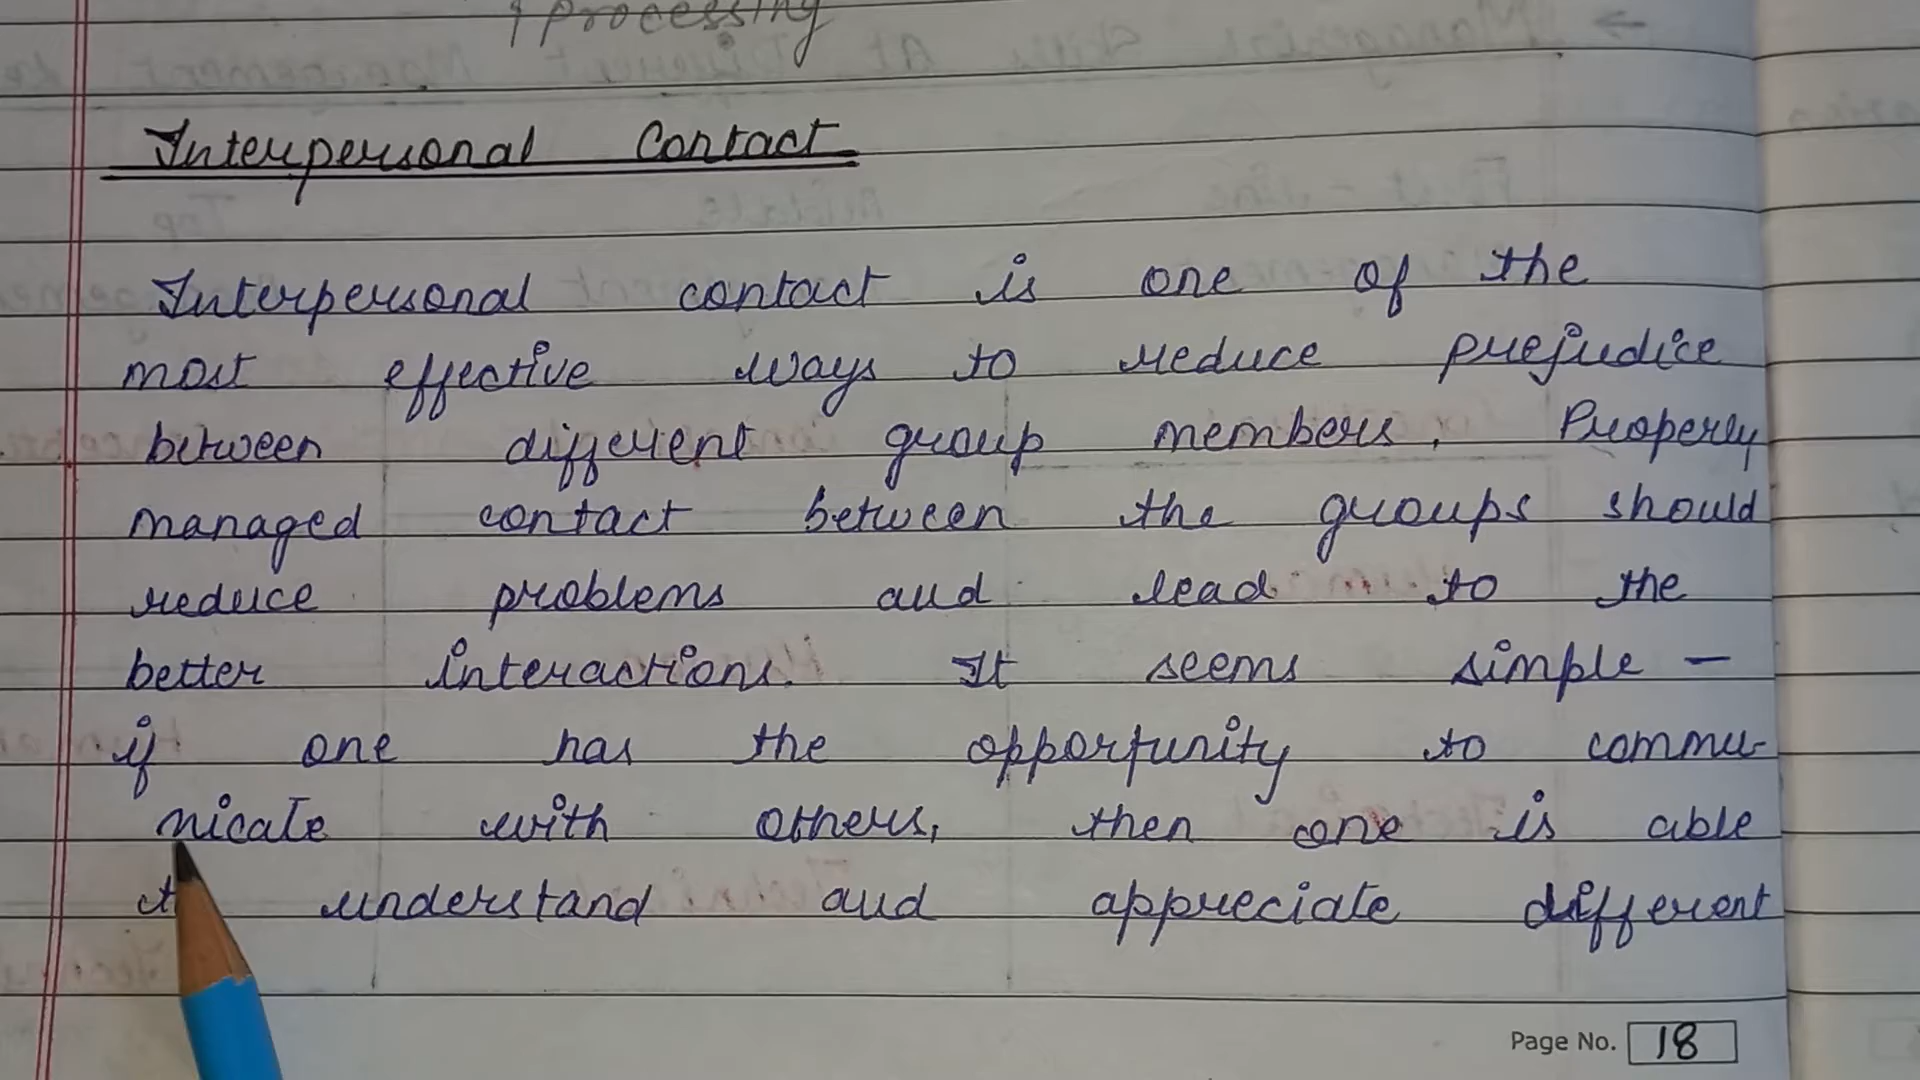 processing
Interpersonal Contact
Interpersonal contact is one of the
most effective ways to reduce prejudice
between different group members. Properly
managed contact between the groups should
reduce problems and lead to the
better interactions. It seems simple -
if one has the opportunity to commu-
nicate with others, then one is able
understand and appreciate different
Page No. 18